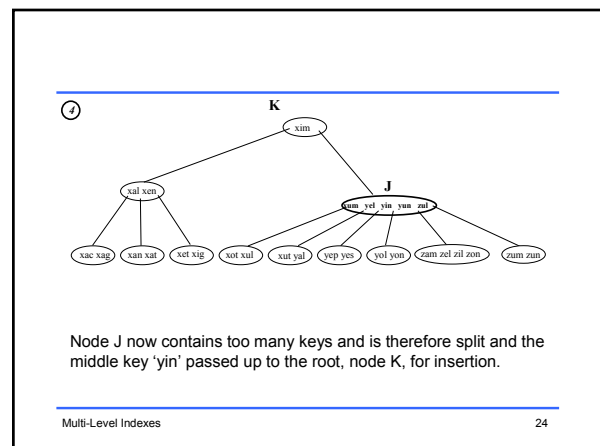 4
K
xim
J
xal xen
xum yel yin yun zul
xac xag xan xat xet xig xot xul xut yal yep yes yol yon zam zel zil zon zum zun
Node J now contains too many keys and is therefore split and the
middle key ‘yin’ passed up to the root, node K, for insertion.
Multi-Level Indexes 24